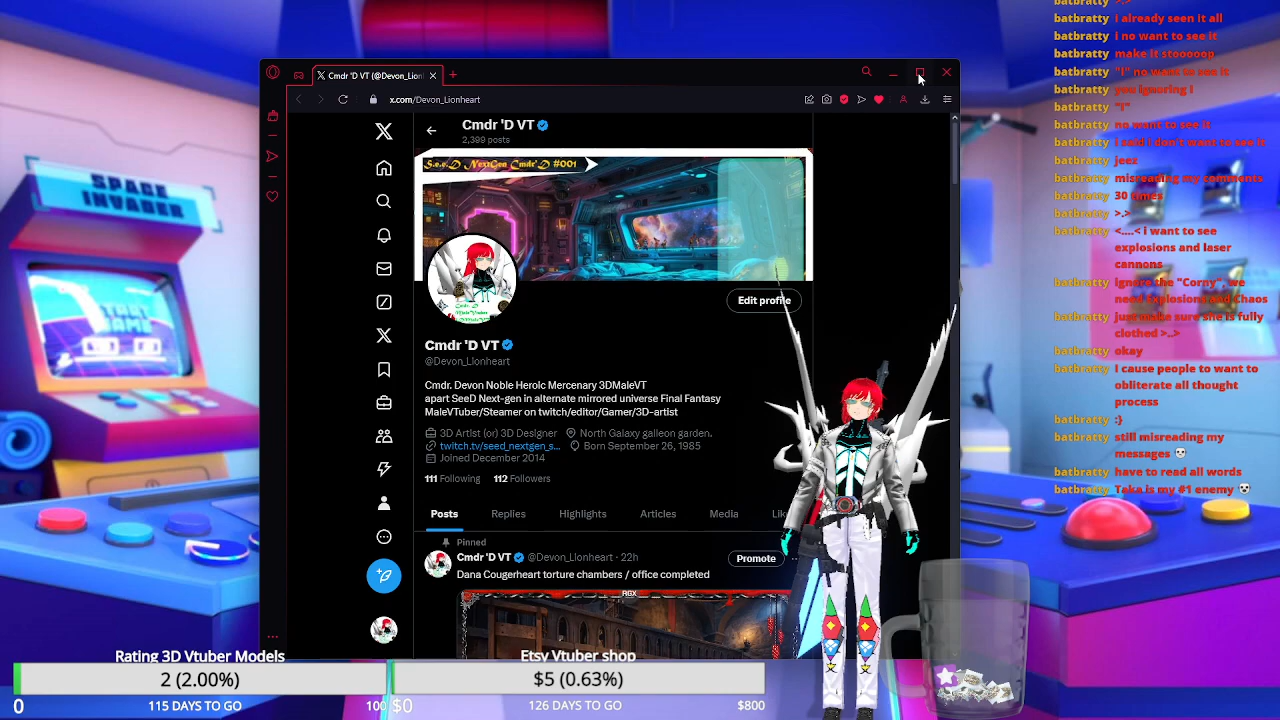 SPACE
INVADER
THAT
GAME
Cmdr 'D VT (@Devon_Lion
x.com/Devon_Lionheart
Cmdr 'D VT
2,399 posts
S.e.e.D NextGen Cmdr'D #001
Edit profile
Cmdr 'D VT
@Devon_Lionheart
Cmdr. Devon Noble Heroic Mercenary 3DMaleVT
apart SeeD Next-gen in alternate mirrored universe Final Fantasy
MaleVTuber/Steamer on twitch/editor/Gamer/3D-artist
3D Artist (or) 3D Designer North Galaxy galleon garden.
twitch.tv/seed_nextgen_s... Born September 26, 1985
Joined December 2014
111 Following 112 Followers
Posts Replies Highlights Articles Media Lik
Pinned
Cmdr 'D VT @Devon_Lionheart · 22h
Promote
Dana Cougerheart torture chambers / office completed
RGX
batbratty >.>
batbratty i already seen it all
batbratty i no want to see it
batbratty make it stooooop
batbratty "I" no want to see it
batbratty you ignoring I
batbratty "I"
batbratty no want to see it
batbratty i said I don't want to see it
batbratty jeez
batbratty misreading my comments
batbratty 30 times
batbratty >.>
batbratty <....< i want to see
explosions and laser
cannons
batbratty Ignore the "Corny", we
need explosions and Chaos
batbratty just make sure she is fully
clothed >..>
batbratty okay
batbratty I cause people to want to
obliterate all thought
process
batbratty :}
batbratty still misreading my
messages 💀
batbratty have to read all words
batbratty Taka is my #1 enemy 💀
Rating 3D Vtuber Models
2 (2.00%)
0 115 DAYS TO GO 100
Etsy Vtuber shop
$5 (0.63%)
$0 126 DAYS TO GO $800